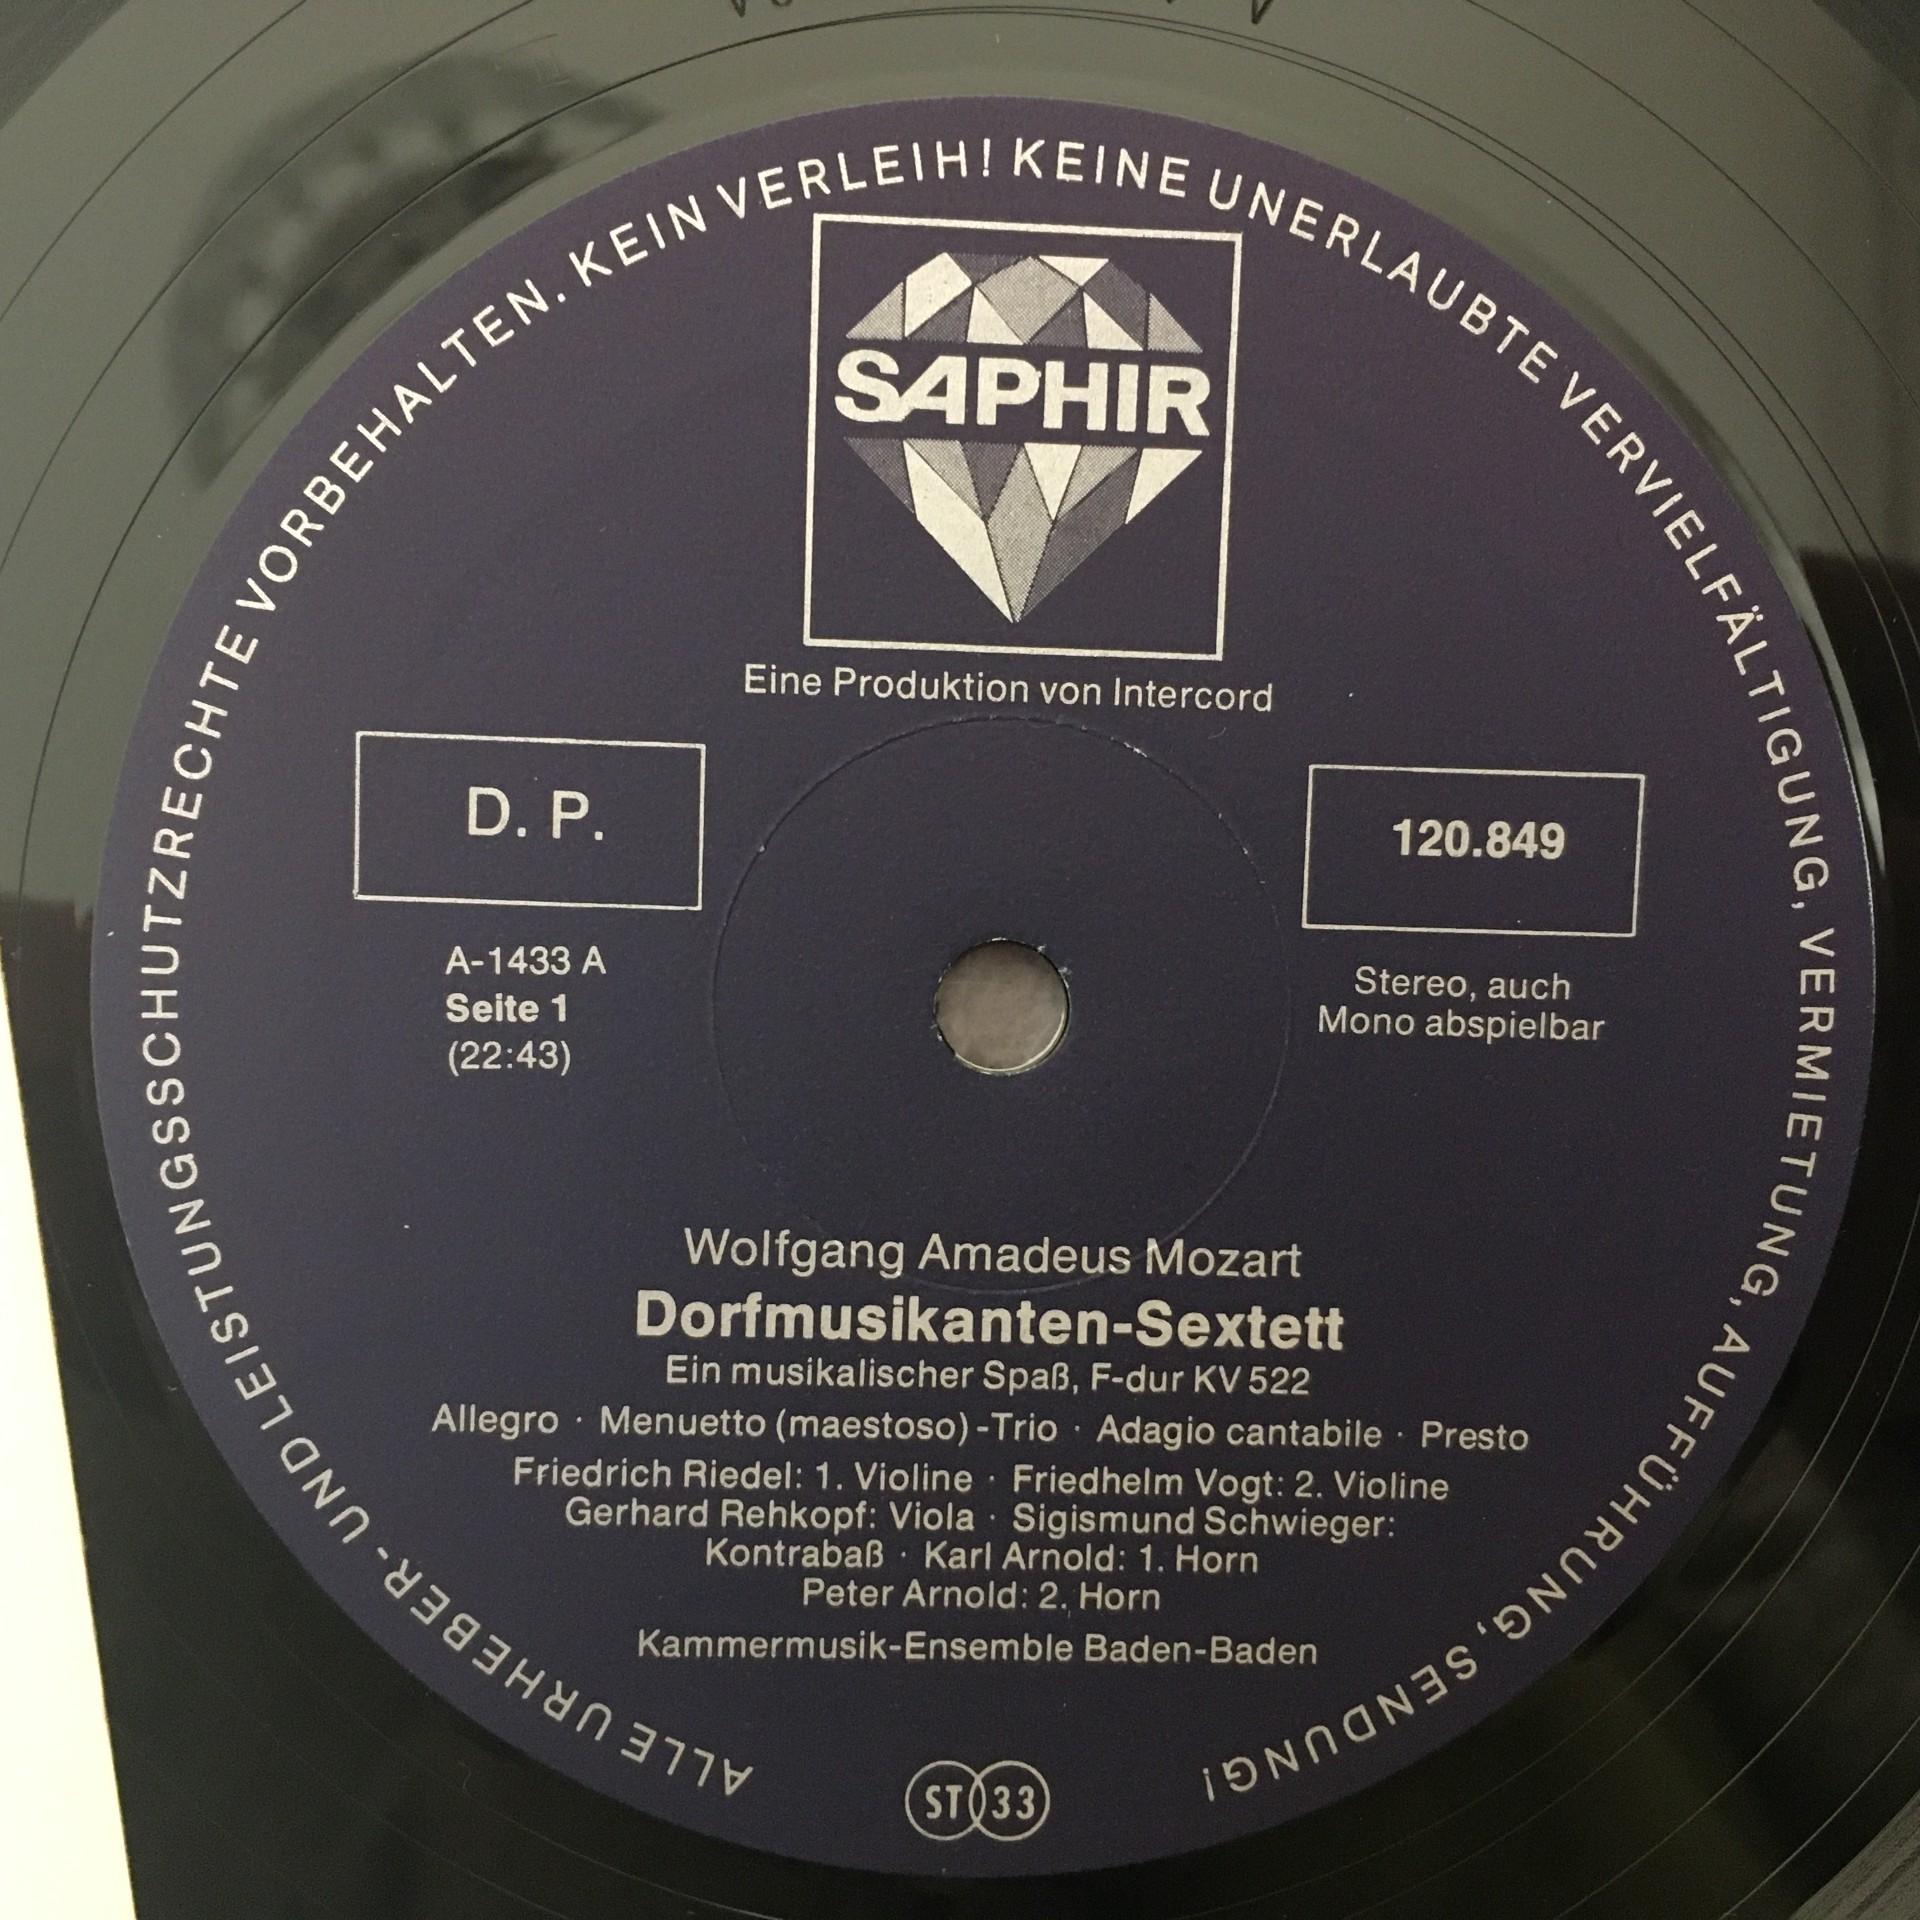 ALLE URHEBER- UND LEISTUNGSSCHUTZRECHTE VORBEHALTEN. KEIN VERLEIH! KEINE UNERLAUBTE VERVIELFÄLTIGUNG, VERMIETUNG, AUFFÜHRUNG, SENDUNG!
SAPHIR
Eine Produktion von Intercord
D. P.
120.849
A-1433 A
Seite 1
(22:43)
Stereo, auch
Mono abspielbar
Wolfgang Amadeus Mozart
Dorfmusikanten-Sextett
Ein musikalischer Spaß, F-dur KV 522
Allegro · Menuetto (maestoso) -Trio · Adagio cantabile · Presto
Friedrich Riedel: 1. Violine · Friedhelm Vogt: 2. Violine
Gerhard Rehkopf: Viola · Sigismund Schwieger:
Kontrabaß · Karl Arnold: 1. Horn
Peter Arnold: 2. Horn
Kammermusik-Ensemble Baden-Baden
ST 33